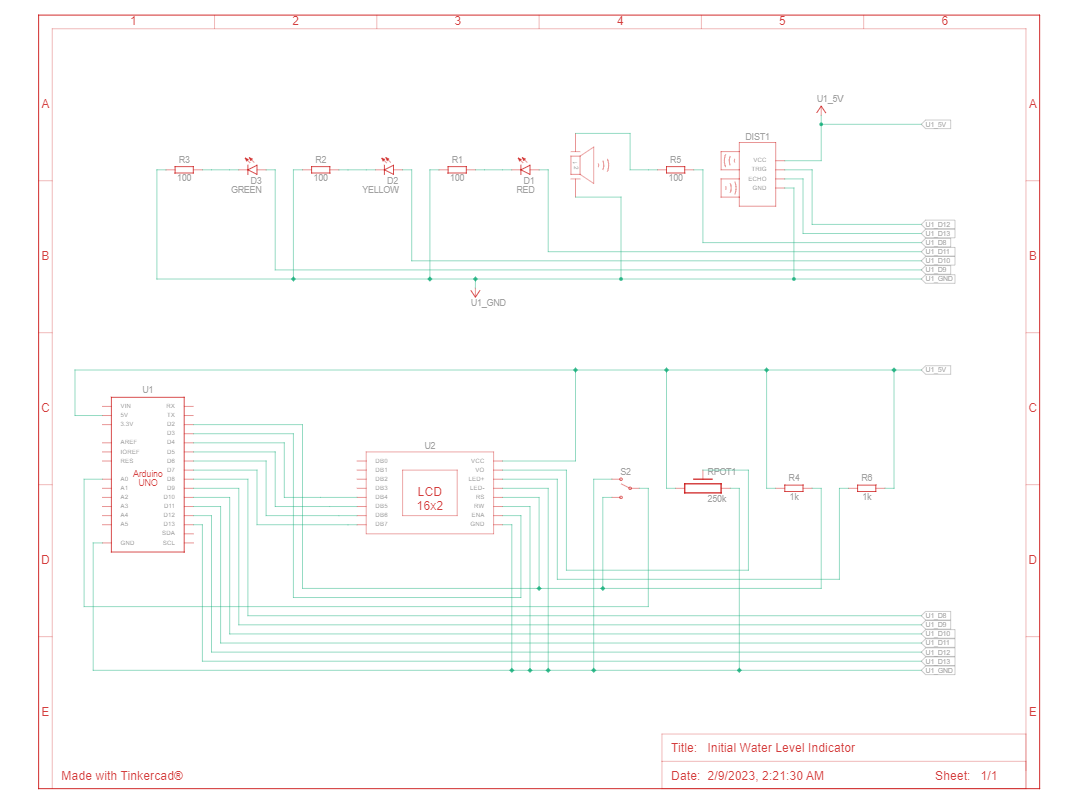 1 2 3 4 5 6
A A
U1_5V
U1_5V
DIST1
R3 R2 R1 R5
VCC
TRIG
ECHO
GND
100 100 100 100
D3 D2 D1
GREEN YELLOW RED
U1_D12
U1_D13
U1_D8
U1_D11
U1_D10
U1_D9
U1_GND
B B
U1_GND
U1_5V
U1
C C
VIN RX
5V TX
3.3V D2
D3
AREF D4
IOREF D5
RES D6
D7
A0 D8
A1 D9
A2 D10
A3 D11
A4 D12
A5 D13
SDA
GND SCL
Arduino
UNO
U2
DB0 VCC
DB1 VO
DB2 LED+
DB3 LED-
DB4 RS
DB5 RW
DB6 ENA
DB7 GND
LCD
16x2
S2 RPOT1 R4 R6
250k 1k 1k
D D
U1_D8
U1_D9
U1_D10
U1_D11
U1_D12
U1_D13
U1_GND
E E
Title: Initial Water Level Indicator
Made with Tinkercad® Date: 2/9/2023, 2:21:30 AM Sheet: 1/1